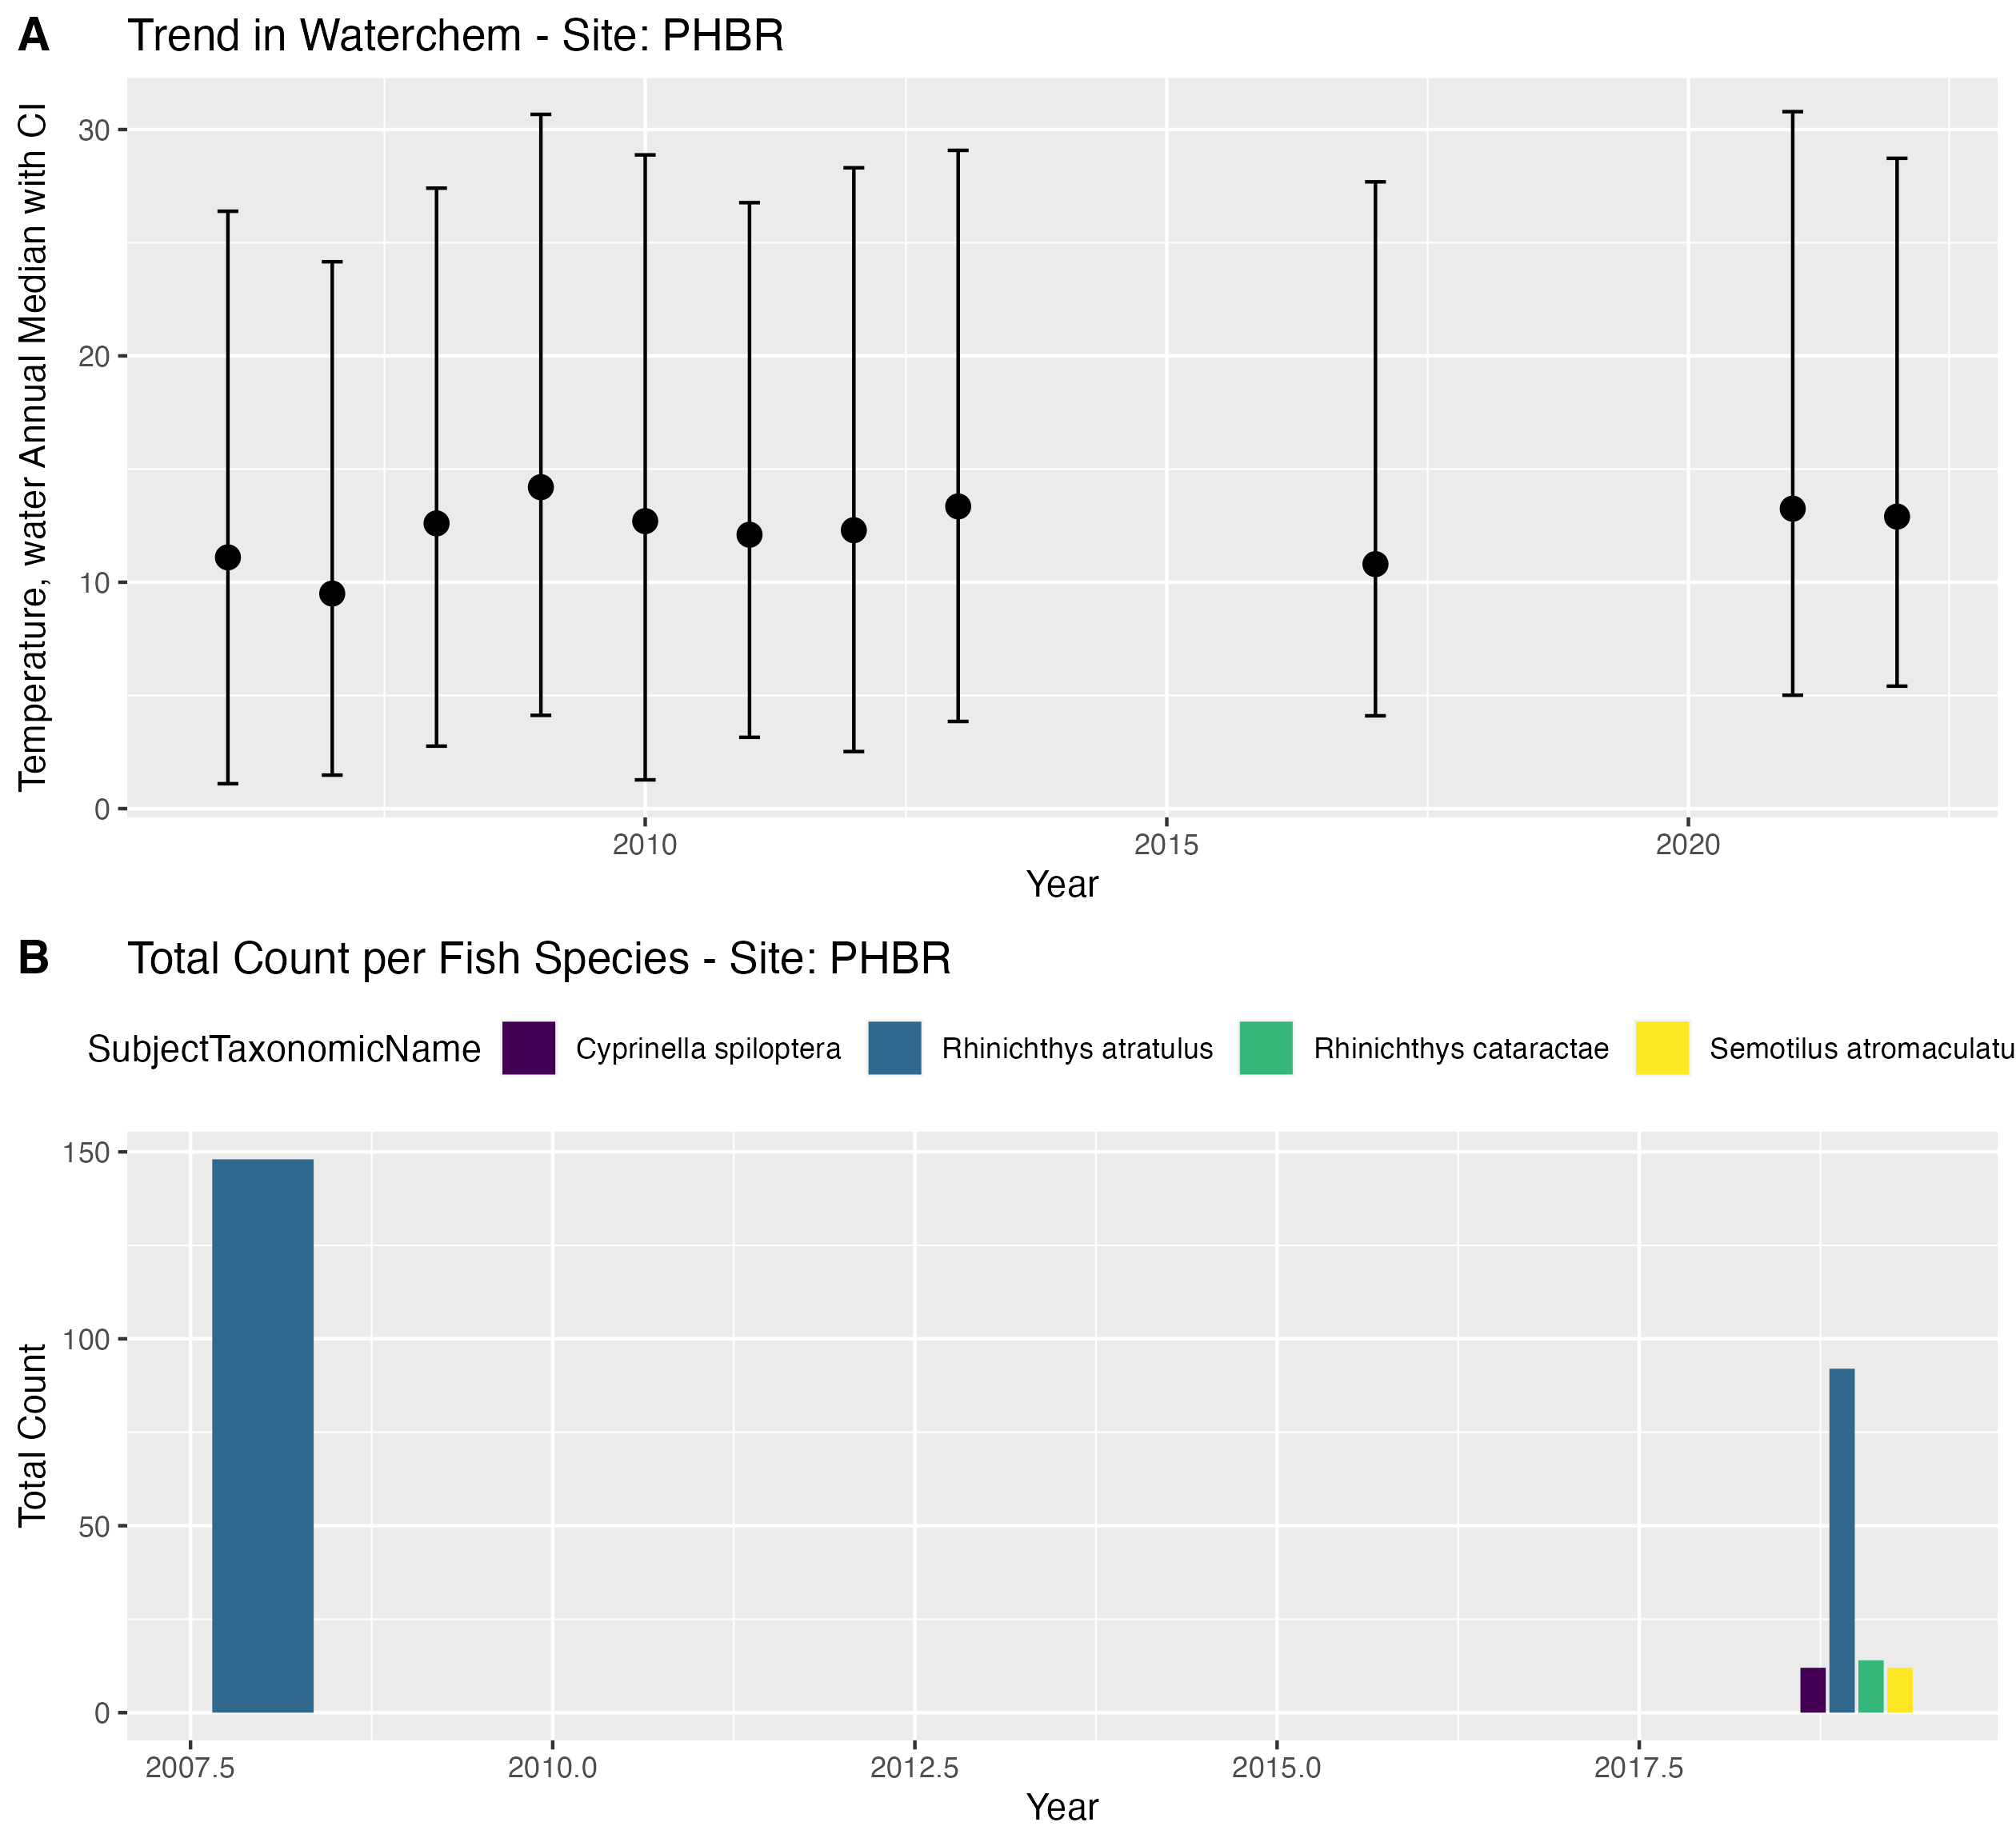 A Trend in Waterchem - Site: PHBR
Temperature, water Annual Median with CI
30
20
10
0
2010 2015 2020
Year
B Total Count per Fish Species - Site: PHBR
SubjectTaxonomicName Cyprinella spiloptera Rhinichthys atratulus Rhinichthys cataractae Semotilus atromaculatu
Total Count
150
100
50
0
2007.5 2010.0 2012.5 2015.0 2017.5
Year